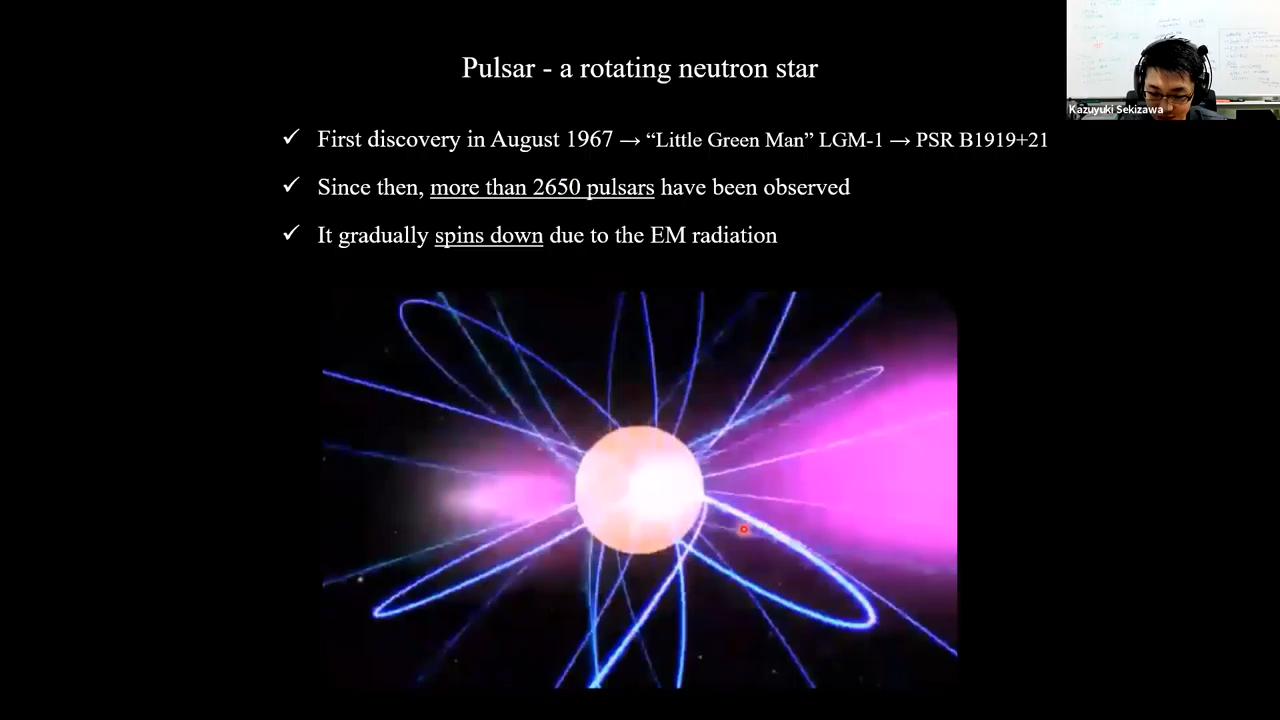 Pulsar - a rotating neutron star
✓ First discovery in August 1967 → “Little Green Man” LGM-1 → PSR B1919+21
✓ Since then, more than 2650 pulsars have been observed
✓ It gradually spins down due to the EM radiation
Kazuyuki Sekizawa